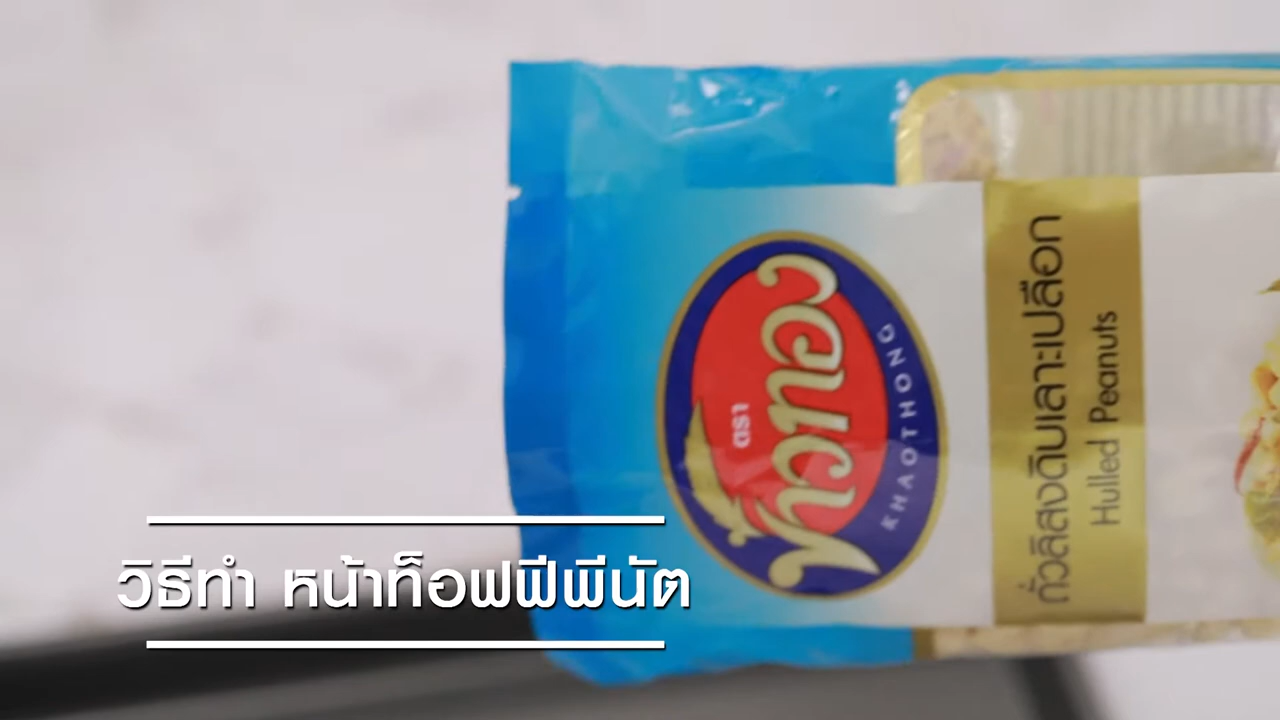 ตรา
ข้าวทอง
KHAOTHONG
ถั่วลิสงดิบเลาะเปลือก
Hulled Peanuts
วิธีทำ หน้าท็อฟฟีพีนัต